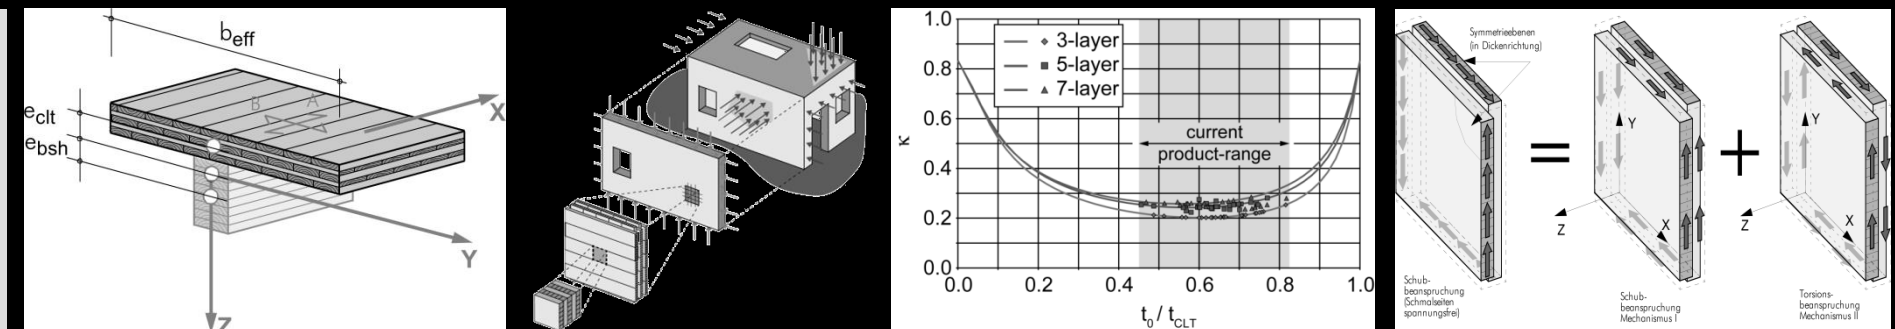 b_eff
e_clt
e_bsh
B A
X
Y
Z
κ
1.0
0.8
0.6
0.4
0.2
0.0
3-layer
5-layer
7-layer
current
product-range
0.0 0.2 0.4 0.6 0.8 1.0
t_0 / t_CLT
Symmetrieebenen
(in Dickenrichtung)
Schub-
beanspruchung
(Schmalseiten
spannungsfrei)
=
Y
X
Z
Schub-
beanspruchung
Mechanismus I
+
Y
X
Z
Torsions-
beanspruchung
Mechanismus II